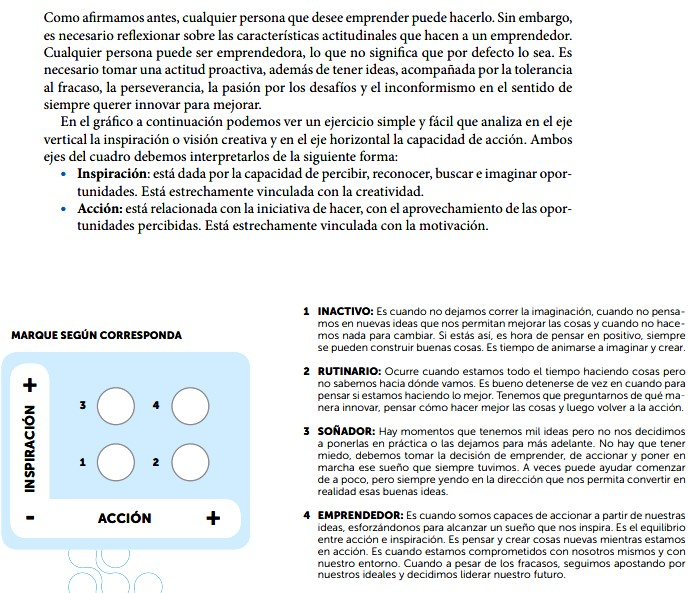 Como afirmamos antes, cualquier persona que desee emprender puede hacerlo. Sin embargo,
es necesario reflexionar sobre las características actitudinales que hacen a un emprendedor.
Cualquier persona puede ser emprendedora, lo que no significa que por defecto lo sea. Es
necesario tomar una actitud proactiva, además de tener ideas, acompañada por la tolerancia
al fracaso, la perseverancia, la pasión por los desafíos y el inconformismo en el sentido de
siempre querer innovar para mejorar.
En el gráfico a continuación podemos ver un ejercicio simple y fácil que analiza en el eje
vertical la inspiración o visión creativa y en el eje horizontal la capacidad de acción. Ambos
ejes del cuadro debemos interpretarlos de la siguiente forma:
• Inspiración: está dada por la capacidad de percibir, reconocer, buscar e imaginar opor-
tunidades. Está estrechamente vinculada con la creatividad.
• Acción: está relacionada con la iniciativa de hacer, con el aprovechamiento de las opor-
tunidades percibidas. Está estrechamente vinculada con la motivación.
MARQUE SEGÚN CORRESPONDA
+
INSPIRACIÓN
-
3
4
1
2
ACCIÓN
+
1 INACTIVO: Es cuando no dejamos correr la imaginación, cuando no pensa-
mos en nuevas ideas que nos permitan mejorar las cosas y cuando no hace-
mos nada para cambiar. Si estás así, es hora de pensar en positivo, siempre
se pueden construir buenas cosas. Es tiempo de animarse a imaginar y crear.
2 RUTINARIO: Ocurre cuando estamos todo el tiempo haciendo cosas pero
no sabemos hacia dónde vamos. Es bueno detenerse de vez en cuando para
pensar si estamos haciendo lo mejor. Tenemos que preguntarnos de qué ma-
nera innovar, pensar cómo hacer mejor las cosas y luego volver a la acción.
3 SOÑADOR: Hay momentos que tenemos mil ideas pero no nos decidimos
a ponerlas en práctica o las dejamos para más adelante. No hay que tener
miedo, debemos tomar la decisión de emprender, de accionar y poner en
marcha ese sueño que siempre tuvimos. A veces puede ayudar comenzar
de a poco, pero siempre yendo en la dirección que nos permita convertir en
realidad esas buenas ideas.
4 EMPRENDEDOR: Es cuando somos capaces de accionar a partir de nuestras
ideas, esforzándonos para alcanzar un sueño que nos inspira. Es el equilibrio
entre acción e inspiración. Es pensar y crear cosas nuevas mientras estamos
en acción. Es cuando estamos comprometidos con nosotros mismos y con
nuestro entorno. Cuando a pesar de los fracasos, seguimos apostando por
nuestros ideales y decidimos liderar nuestro futuro.